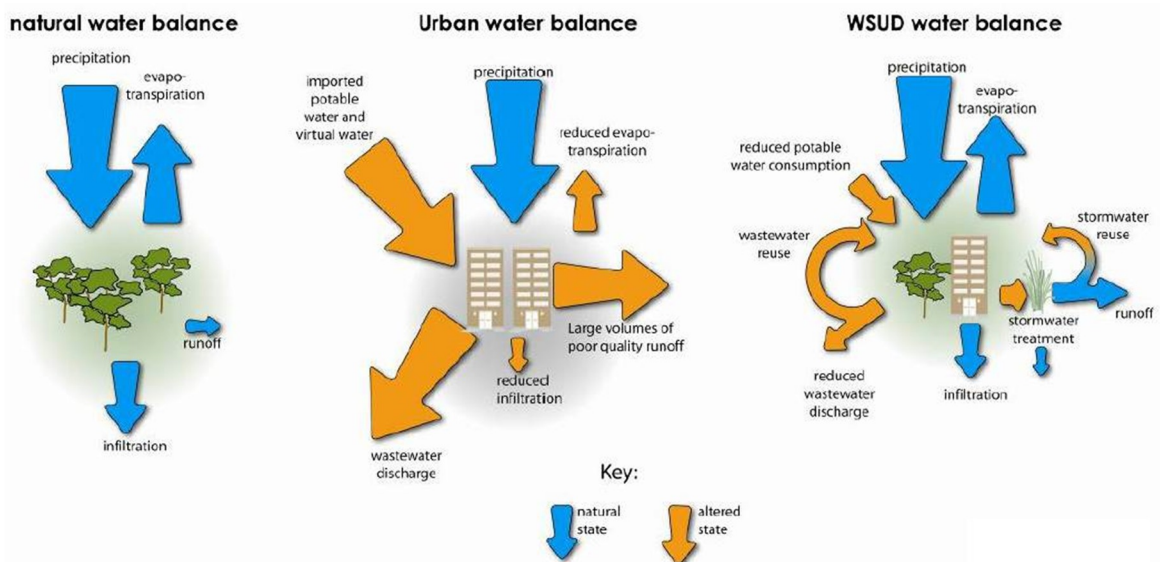 natural water balance
precipitation
evapo-
transpiration
runoff
infiltration
Urban water balance
imported
potable
water and
virtual water
precipitation
reduced evapo-
transpiration
Large volumes of
poor quality runoff
reduced
infiltration
wastewater
discharge
WSUD water balance
precipitation
evapo-
transpiration
reduced potable
water consumption
wastewater
reuse
stormwater
reuse
runoff
stormwater
treatment
reduced
wastewater
discharge
infiltration
Key:
natural
state
altered
state